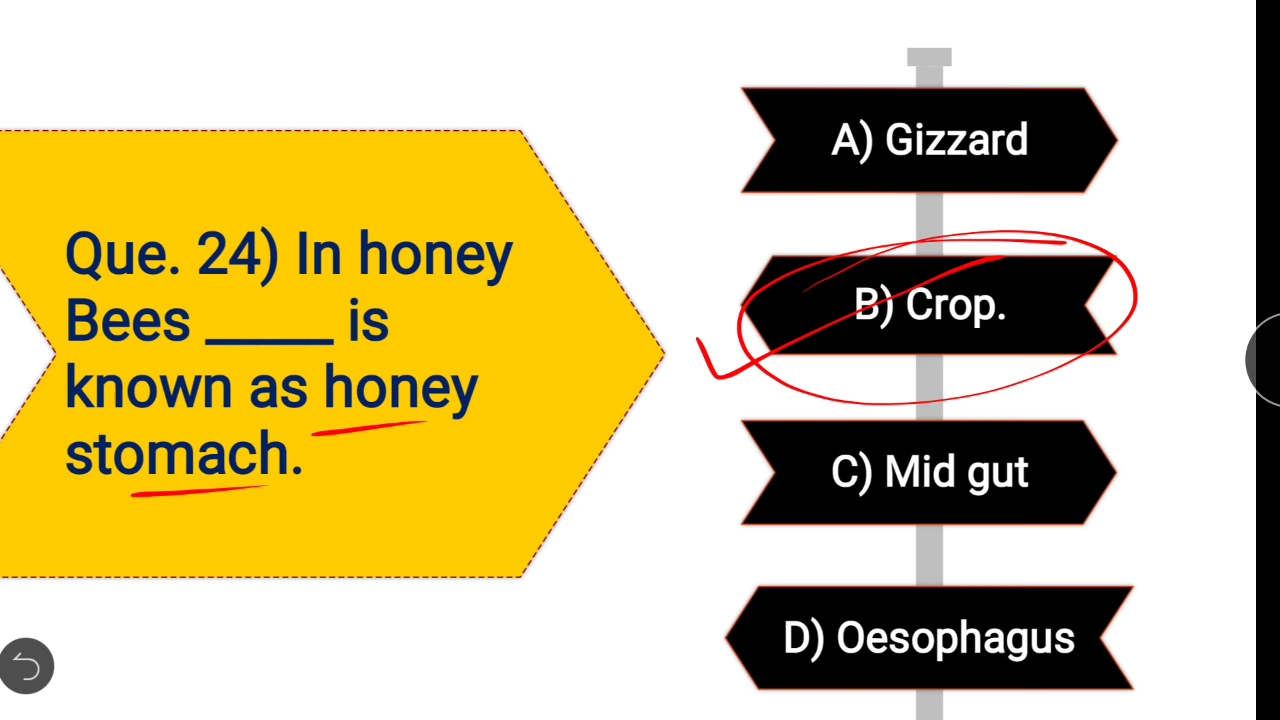 Que. 24) In honey
Bees _____ is
known as honey
stomach.
A) Gizzard
B) Crop.
C) Mid gut
D) Oesophagus